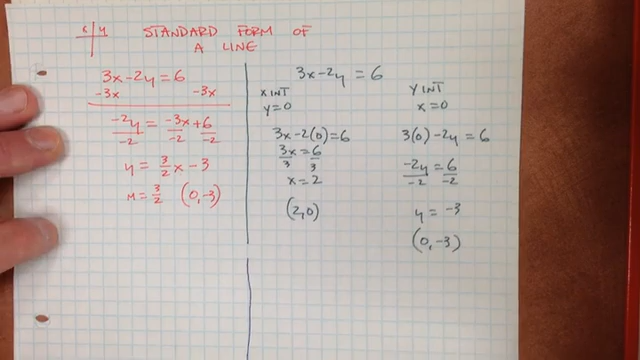 x | y STANDARD FORM OF
A LINE
3x-2y=6
-3x -3x
-2y/-2 = -3x/-2 + 6/-2
y = 3/2 x - 3
M = 3/2 (0,-3)
3x-2y = 6
X INT
y=0
3x-2(0)=6
3x/3 = 6/3
x = 2
(2,0)
Y INT
x=0
3(0)-2y = 6
-2y/-2 = 6/-2
y = -3
(0,-3)